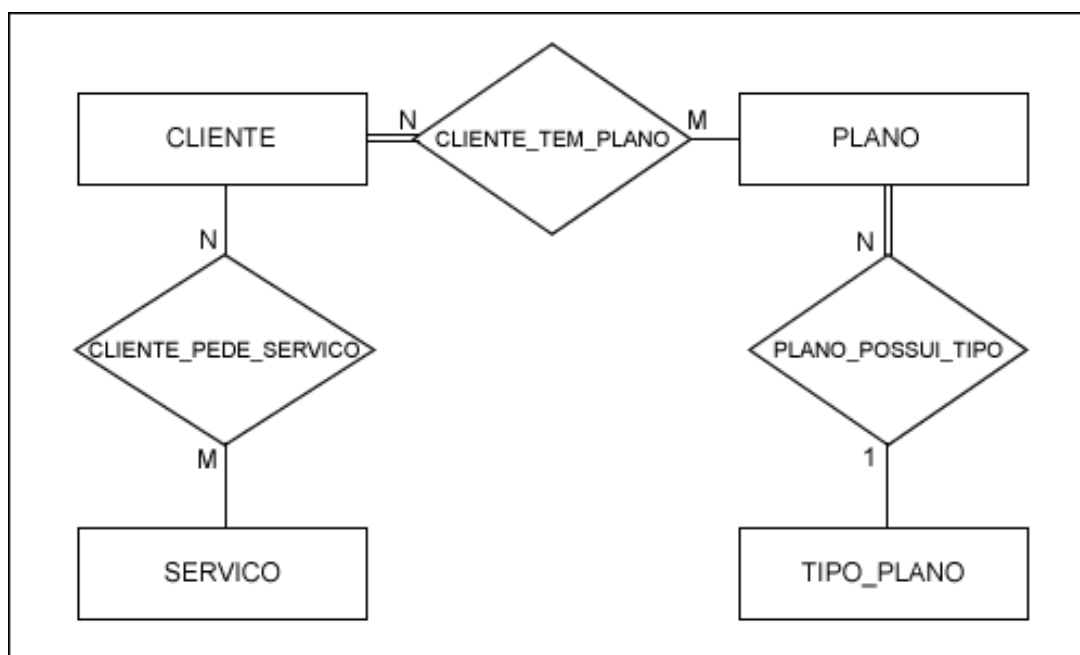 CLIENTE
N
CLIENTE_TEM_PLANO
M
PLANO
N
CLIENTE_PEDE_SERVICO
M
SERVICO
N
PLANO_POSSUI_TIPO
1
TIPO_PLANO